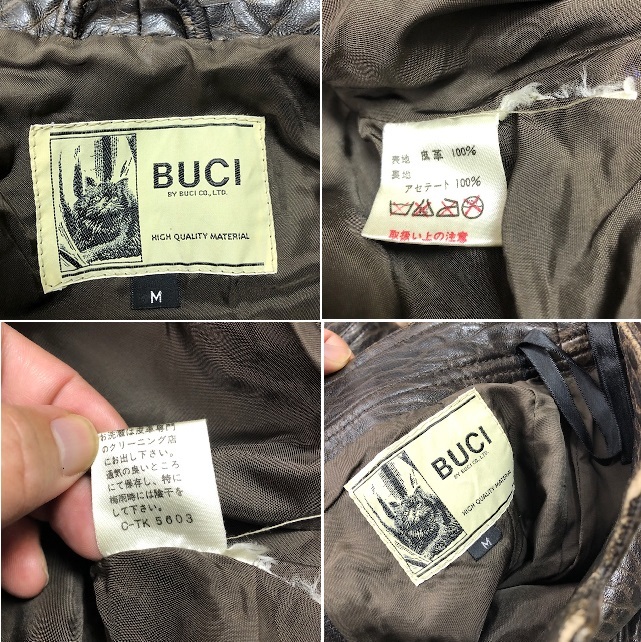 BUCI
BY BUCI CO., LTD.
HIGH QUALITY MATERIAL
M
表地 皮革 100%
裏地
アセテート 100%
取扱い上の注意
お洗濯は皮革専門
のクリーニング店
にお出し下さい。
通気の良いところ
にて保存し、特に
梅雨時には陰干を
して下さい。
C-TK 5603
BUCI
BY BUCI CO., LTD.
HIGH QUALITY MATERIAL
M